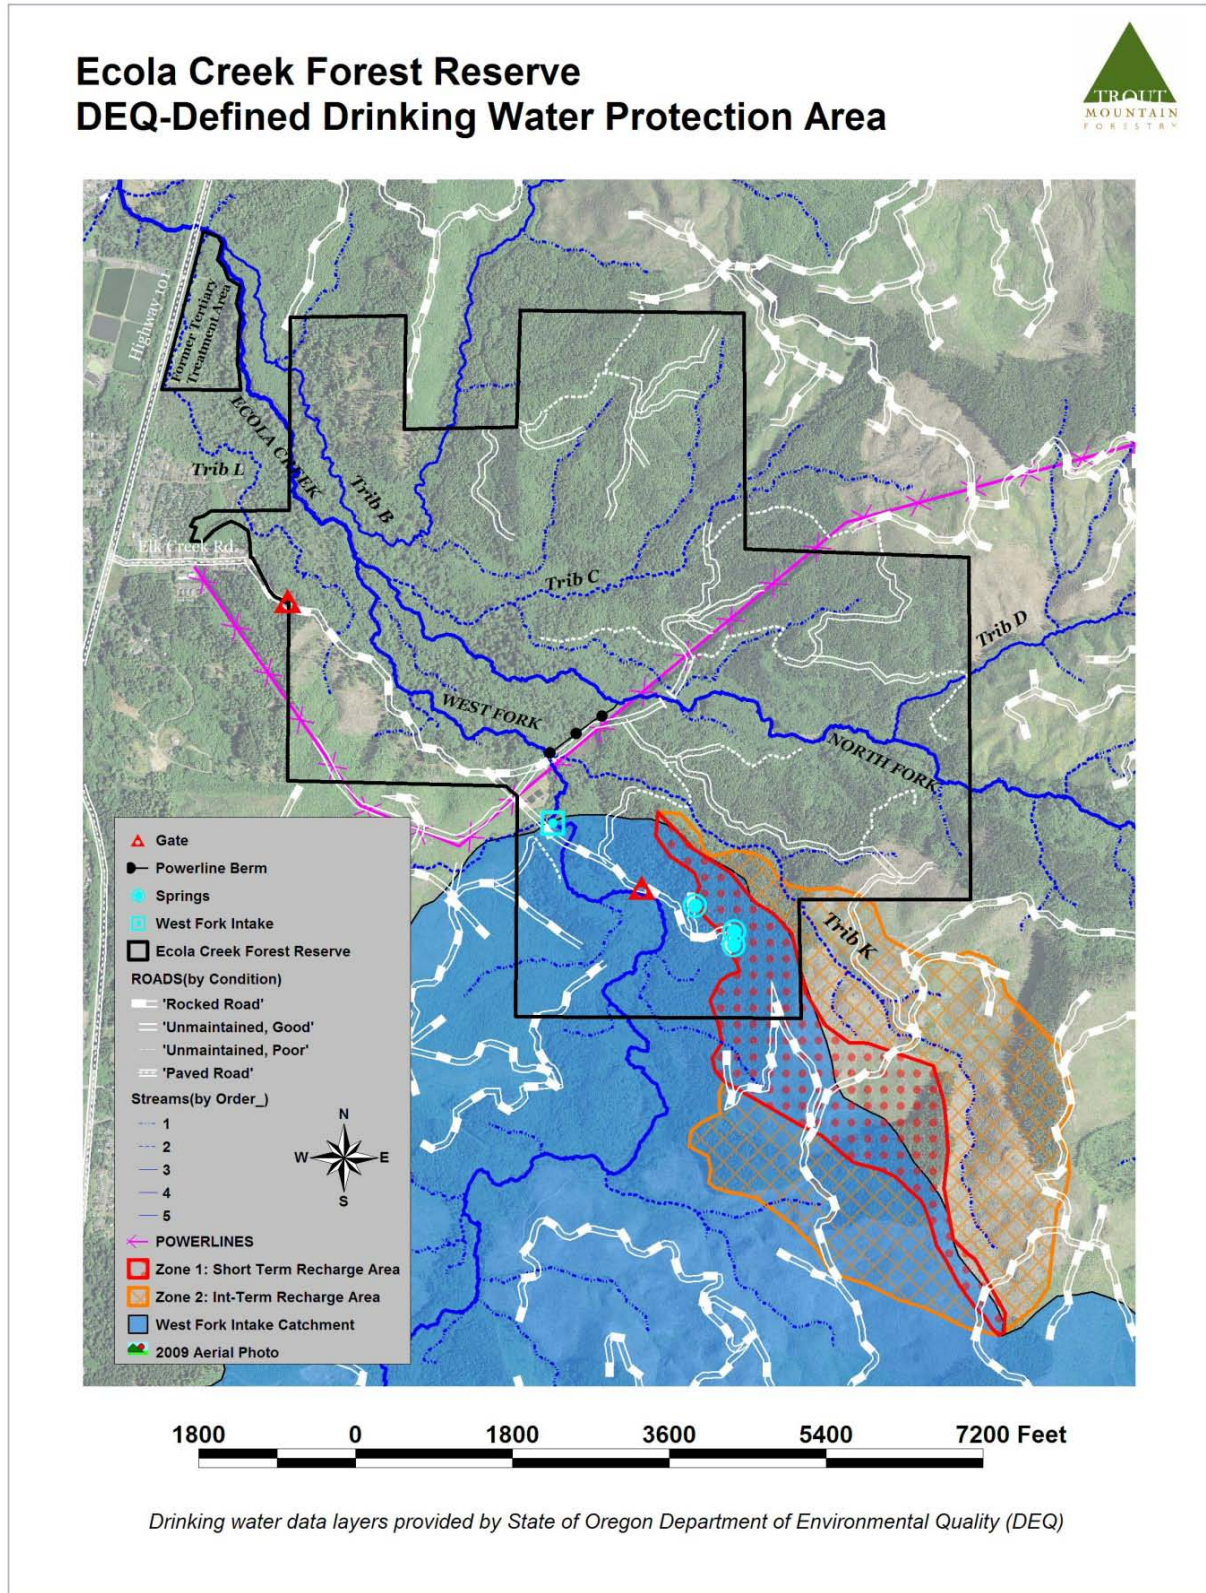 Ecola Creek Forest Reserve
DEQ-Defined Drinking Water Protection Area
TROUT
MOUNTAIN
FORESTRY
Highway 101
Former Tertiary
Treatment Area
ECOLA CREEK
Trib L
Trib B
Elk Creek Rd.
Trib C
Trib D
WEST FORK
NORTH FORK
Trib K
Gate
Powerline Berm
Springs
West Fork Intake
Ecola Creek Forest Reserve
ROADS(by Condition)
'Rocked Road'
'Unmaintained, Good'
'Unmaintained, Poor'
'Paved Road'
Streams(by Order_)
1
2
3
4
5
N
W E
S
POWERLINES
Zone 1: Short Term Recharge Area
Zone 2: Int-Term Recharge Area
West Fork Intake Catchment
2009 Aerial Photo
1800 0 1800 3600 5400 7200 Feet
Drinking water data layers provided by State of Oregon Department of Environmental Quality (DEQ)